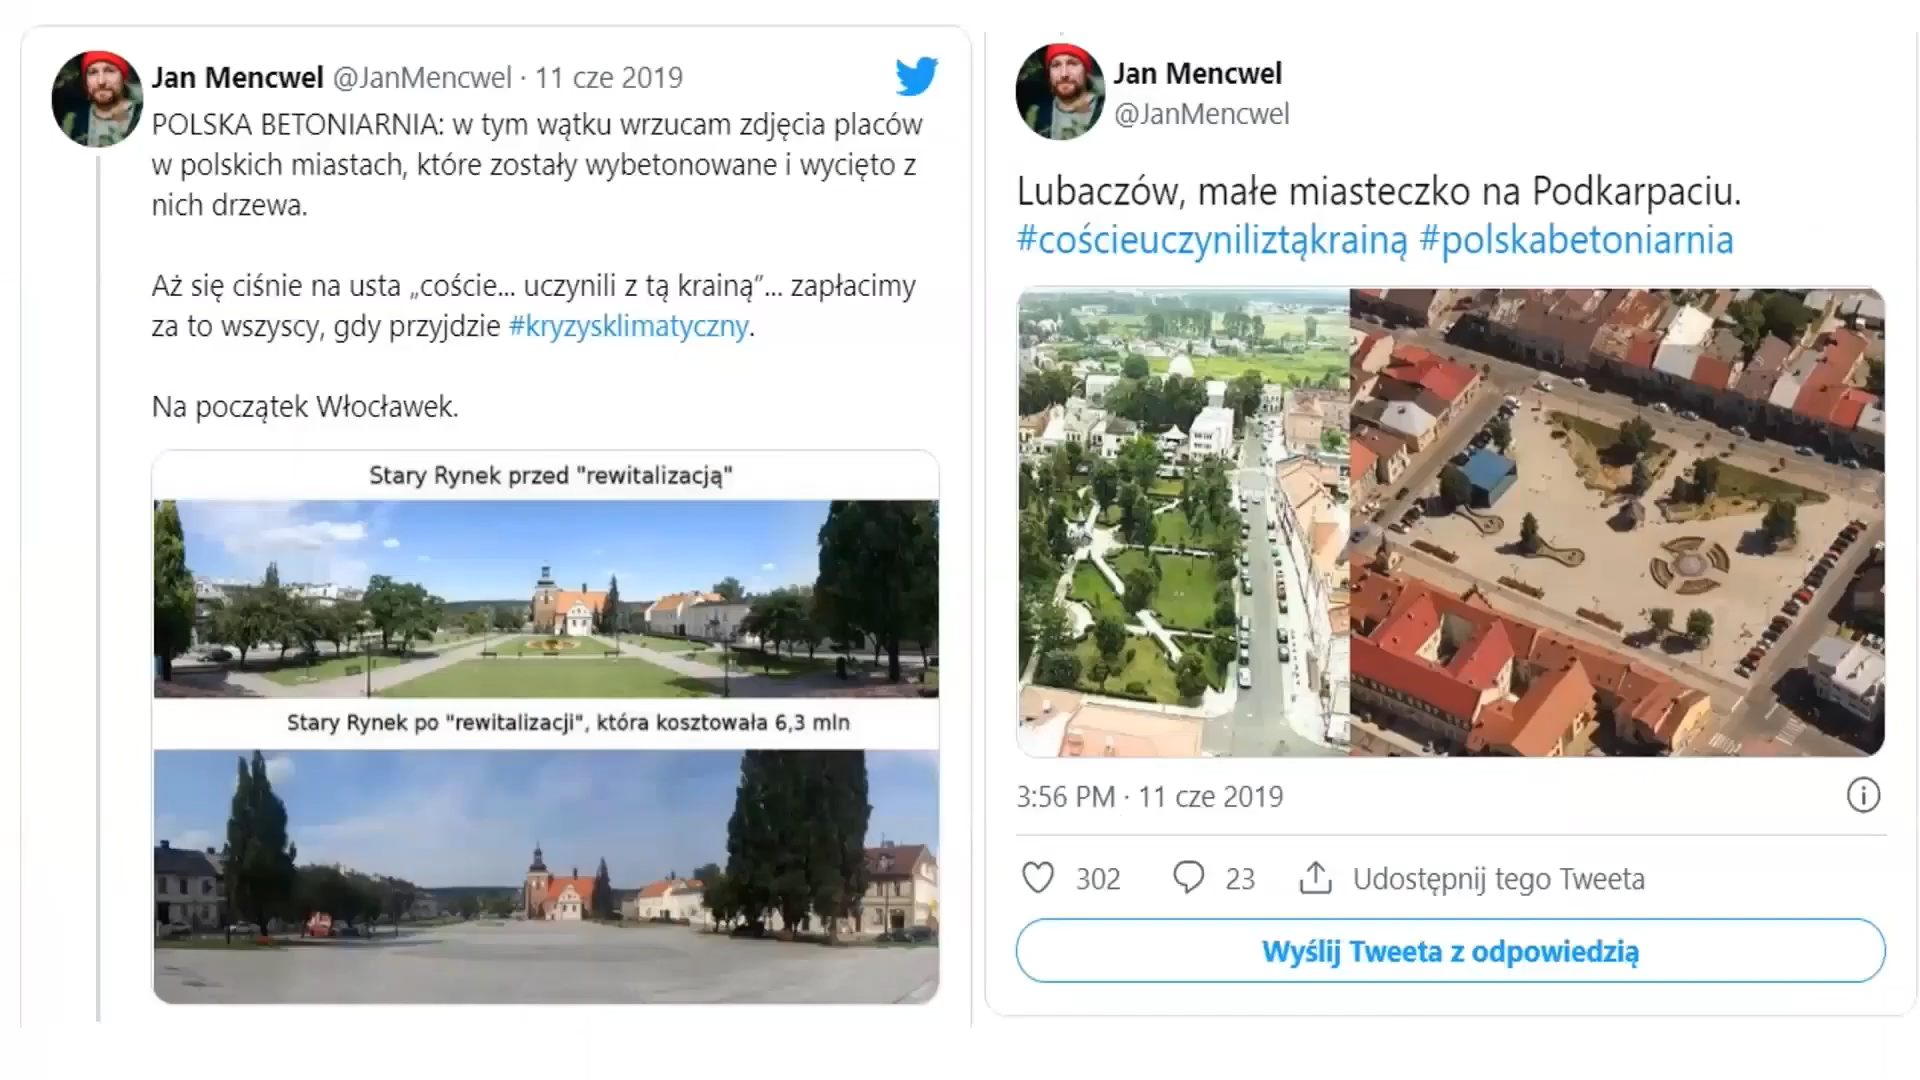 Jan Mencwel @JanMencwel · 11 cze 2019
POLSKA BETONIARNIA: w tym wątku wrzucam zdjęcia placów
w polskich miastach, które zostały wybetonowane i wycięto z
nich drzewa.
Aż się ciśnie na usta „coście... uczynili z tą krainą”... zapłacimy
za to wszyscy, gdy przyjdzie #kryzysklimatyczny.
Na początek Włocławek.
Stary Rynek przed "rewitalizacją"
Stary Rynek po "rewitalizacji", która kosztowała 6,3 mln
Jan Mencwel
@JanMencwel
Lubaczów, małe miasteczko na Podkarpaciu.
#cościeuczyniliztąkrainą #polskabetoniarnia
3:56 PM · 11 cze 2019
302 23 Udostępnij tego Tweeta
Wyślij Tweeta z odpowiedzią